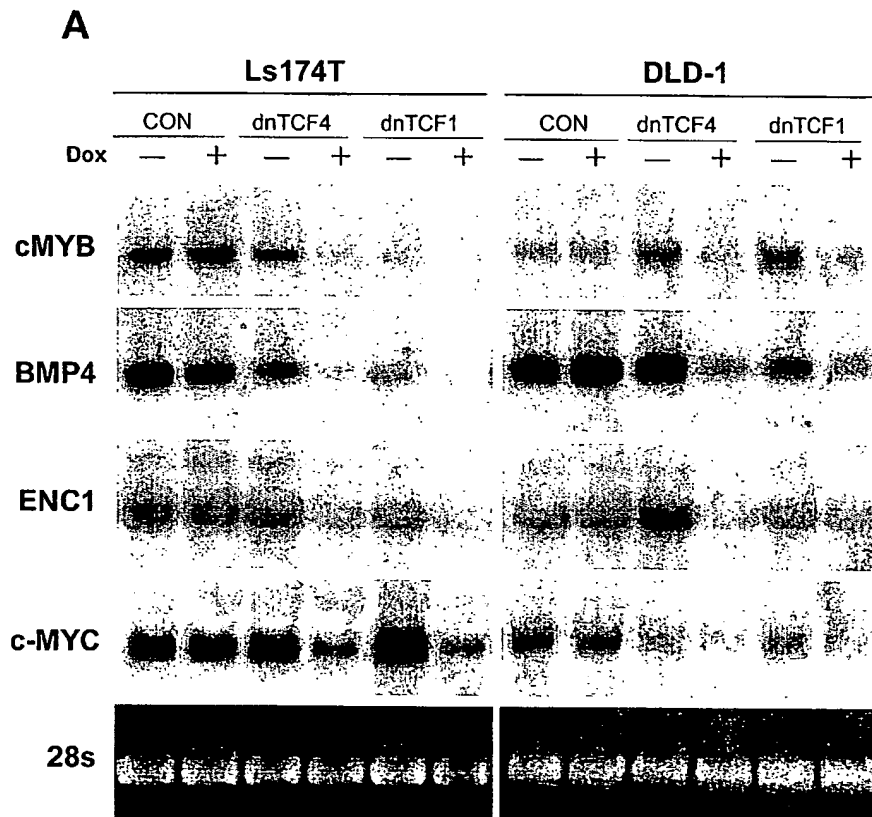 A
Ls174T DLD-1
CON dnTCF4 dnTCF1 CON dnTCF4 dnTCF1
Dox — + — + — + — + — + — +
cMYB
BMP4
ENC1
c-MYC
28s